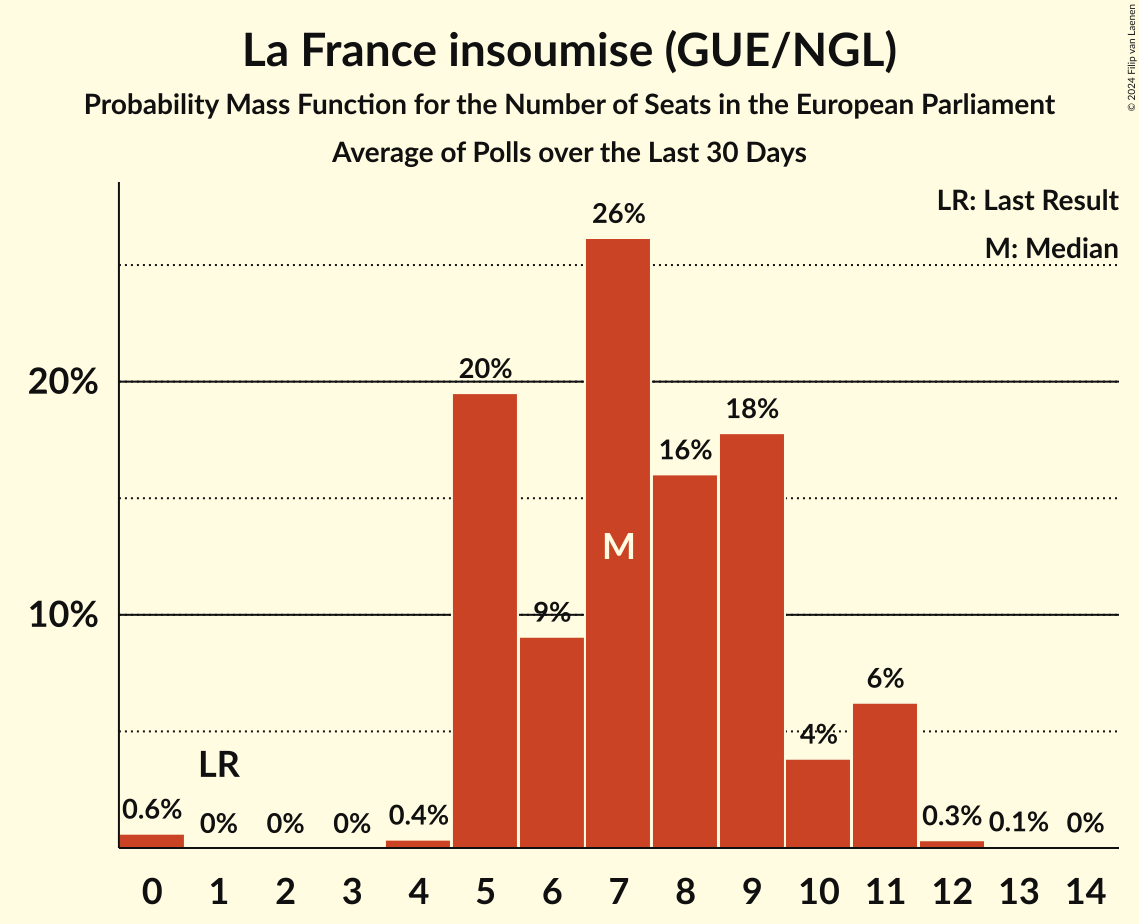 La France insoumise (GUE/NGL)
Probability Mass Function for the Number of Seats in the European Parliament
Average of Polls over the Last 30 Days
© 2024 Filip van Laenen
LR: Last Result
M: Median
26%
20%
20%
18%
16%
M
10%
9%
6%
4%
LR
0.6%
0%
0%
0%
0.4%
0.3%
0.1%
0%
0 1 2 3 4 5 6 7 8 9 10 11 12 13 14